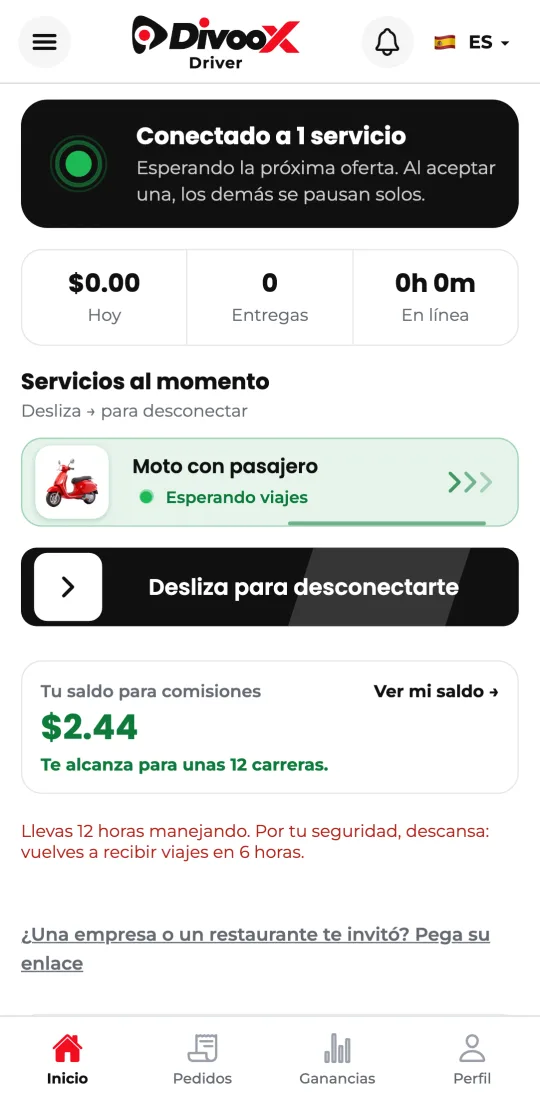 DivooX
Driver
ES
Conectado a 1 servicio
Esperando la próxima oferta. Al aceptar
una, los demás se pausan solos.
$0.00
Hoy
0
Entregas
0h 0m
En línea
Servicios al momento
Desliza → para desconectar
Moto con pasajero
Esperando viajes
Desliza para desconectarte
Tu saldo para comisiones
Ver mi saldo →
$2.44
Te alcanza para unas 12 carreras.
Llevas 12 horas manejando. Por tu seguridad, descansa:
vuelves a recibir viajes en 6 horas.
¿Una empresa o un restaurante te invitó? Pega su
enlace
Inicio
Pedidos
Ganancias
Perfil